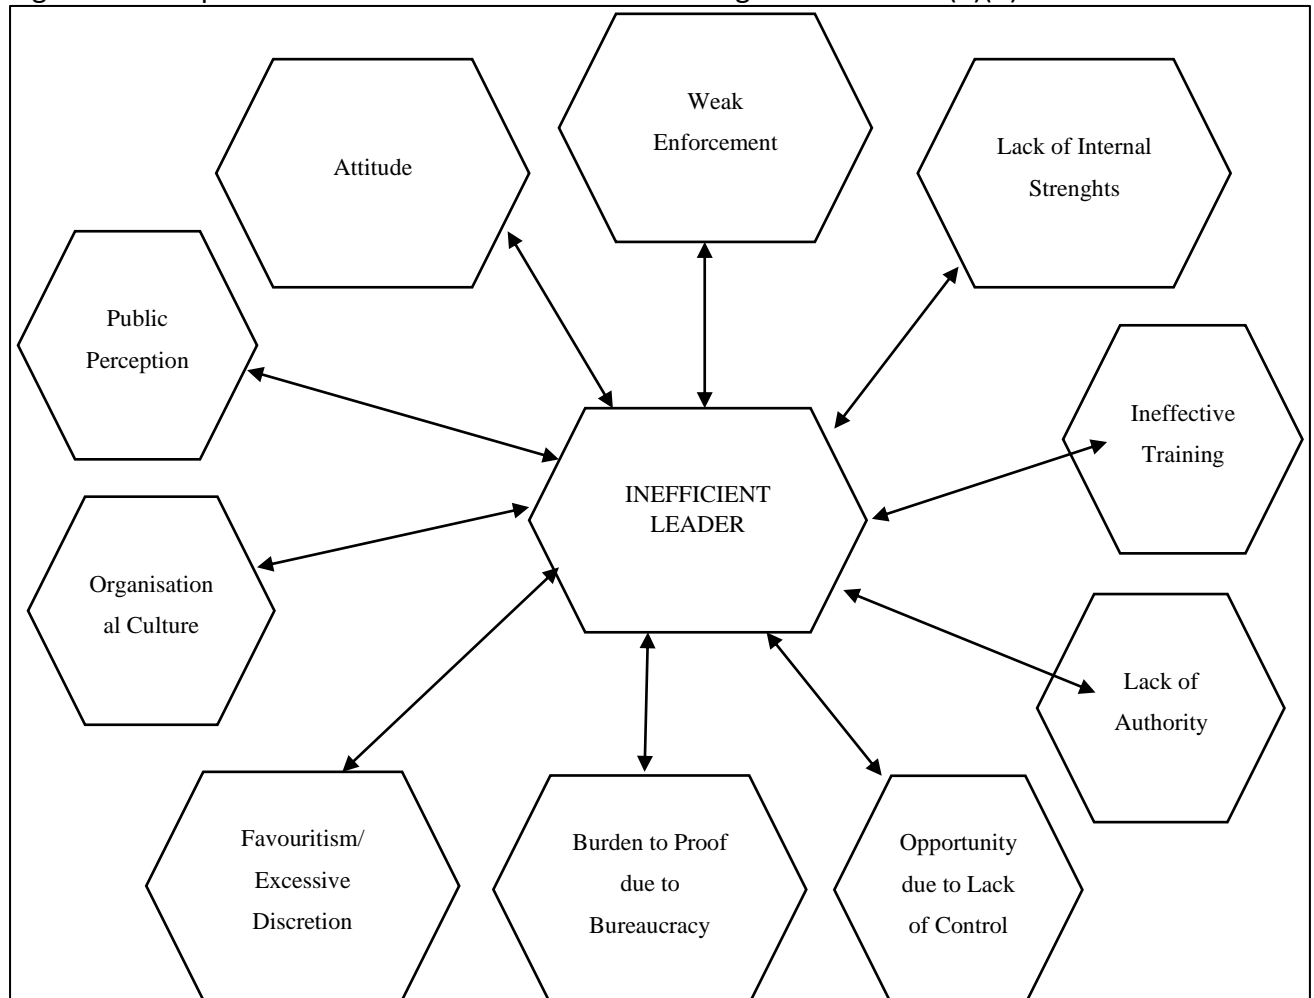 Attitude
Weak
Enforcement
Lack of Internal
Strenghts
Public
Perception
Ineffective
Training
INEFFICIENT
LEADER
Organisation
al Culture
Lack of
Authority
Favouritism/
Excessive
Discretion
Burden to Proof
due to
Bureaucracy
Opportunity
due to Lack
of Control